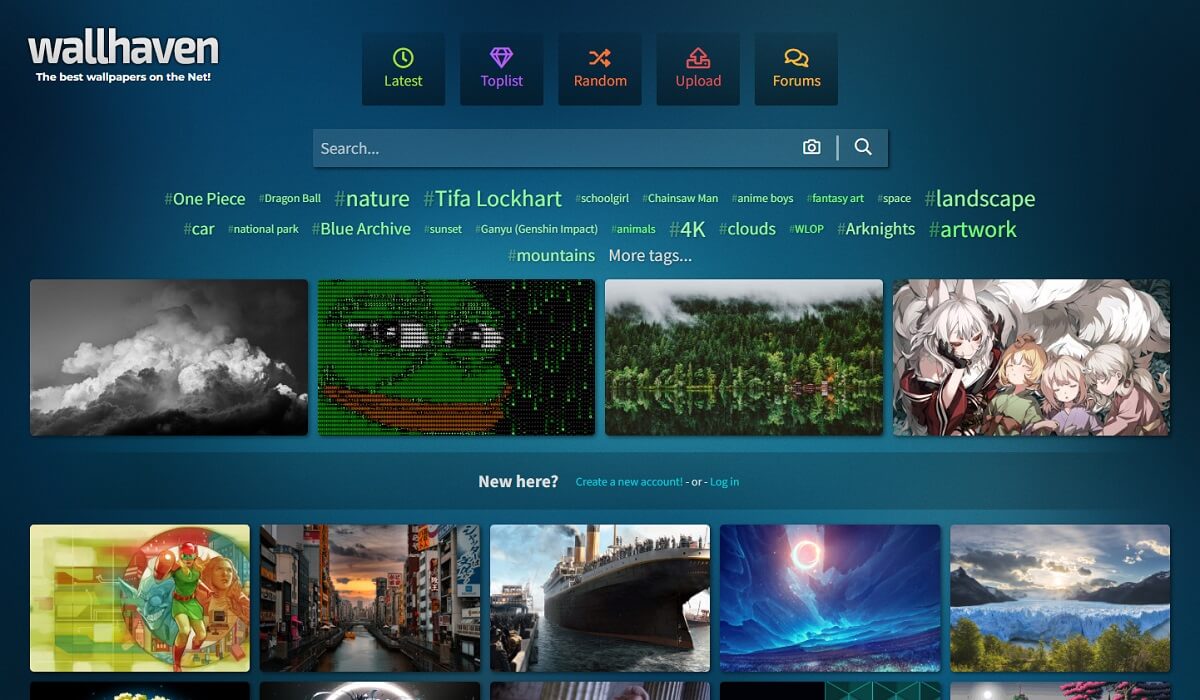 wallhaven
The best wallpapers on the Net!
Latest
Toplist
Random
Upload
Forums
Search...
#One Piece #Dragon Ball #nature #Tifa Lockhart #schoolgirl #Chainsaw Man #anime boys #fantasy art #space #landscape
#car #national park #Blue Archive #sunset #Ganyu (Genshin Impact) #animals #4K #clouds #WLOP #Arknights #artwork
#mountains More tags...
New here? Create a new account! - or - Log in